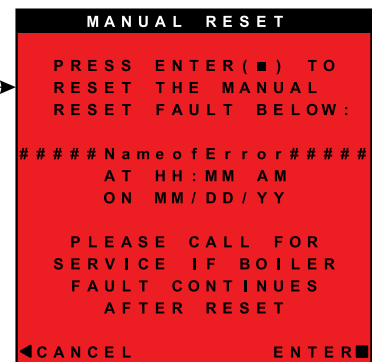 MANUAL RESET
PRESS ENTER(■) TO
RESET THE MANUAL
RESET FAULT BELOW:
#####NameofError#####
AT HH:MM AM
ON MM/DD/YY
PLEASE CALL FOR
SERVICE IF BOILER
FAULT CONTINUES
AFTER RESET
◀CANCEL ENTER■